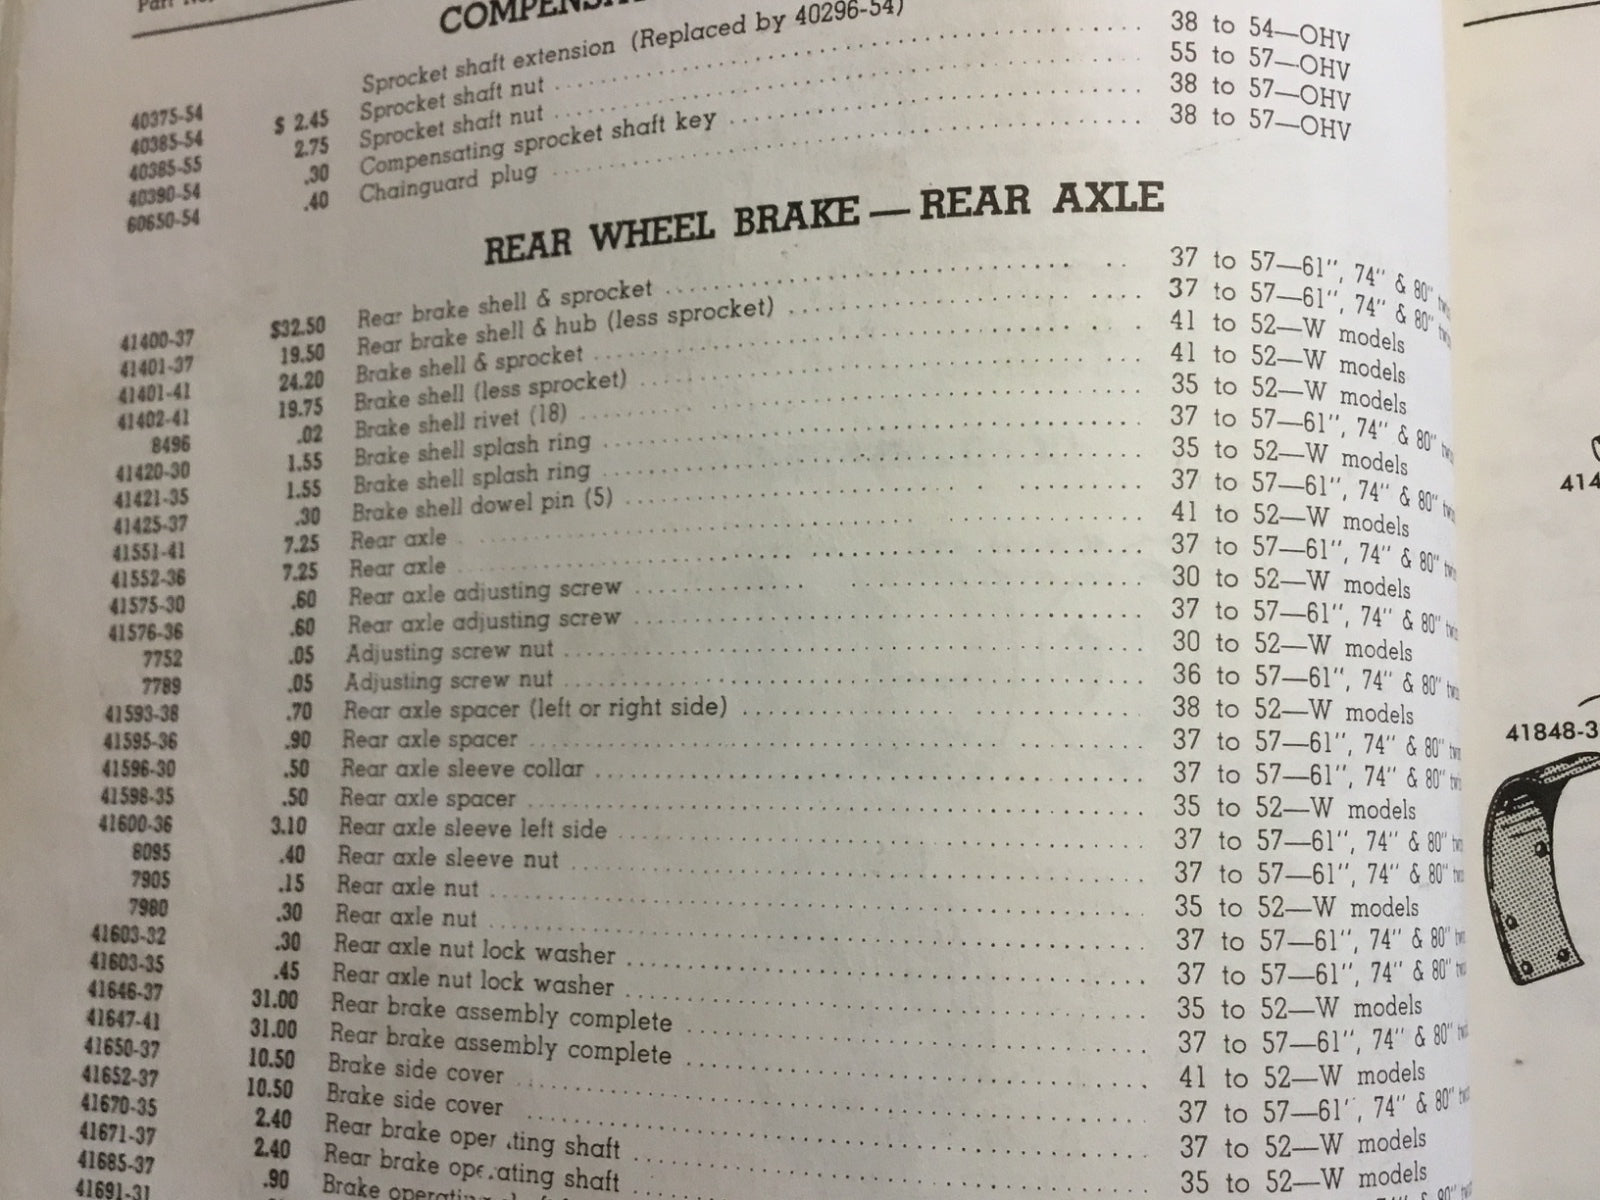 Part No.
40375-54 Sprocket shaft extension (Replaced by 40296-54)
40385-54 $ 2.45 Sprocket shaft nut 38 to 54—OHV
40385-55 2.75 Sprocket shaft nut 55 to 57—OHV
40390-54 .30 Compensating sprocket shaft key 38 to 57—OHV
60650-54 .40 Chainguard plug 38 to 57—OHV
REAR WHEEL BRAKE — REAR AXLE
41400-37 $32.50 Rear brake shell & sprocket 37 to 57—61", 74" & 80"
41401-37 19.50 Rear brake shell & hub (less sprocket) 37 to 57—61", 74" & 80"
41401-41 24.20 Brake shell & sprocket 41 to 52—W models
41402-41 19.75 Brake shell (less sprocket) 41 to 52—W models
8496 .02 Brake shell rivet (18) 35 to 52—W models
41420-30 1.55 Brake shell splash ring 37 to 57—61", 74" & 80"
41421-35 1.55 Brake shell splash ring 35 to 52—W models
41425-37 .30 Brake shell dowel pin (5) 37 to 57—61", 74" & 80"
41551-41 7.25 Rear axle 41 to 52—W models
41552-36 7.25 Rear axle 37 to 57—61", 74" & 80"
41575-30 .60 Rear axle adjusting screw 30 to 52—W models
41576-36 .60 Rear axle adjusting screw 37 to 57—61", 74" & 80"
7752 .05 Adjusting screw nut 30 to 52—W models
7789 .05 Adjusting screw nut 36 to 57—61", 74" & 80"
41593-38 .70 Rear axle spacer (left or right side) 38 to 52—W models
41595-36 .90 Rear axle spacer 37 to 57—61", 74" & 80"
41596-30 .50 Rear axle sleeve collar 37 to 57—61", 74" & 80"
41598-35 .50 Rear axle spacer 35 to 52—W models
41600-36 3.10 Rear axle sleeve left side 37 to 57—61", 74" & 80"
8095 .40 Rear axle sleeve nut 37 to 57—61", 74" & 80"
7905 .15 Rear axle nut 35 to 52—W models
7980 .30 Rear axle nut 37 to 57—61", 74" & 80"
41603-32 .30 Rear axle nut lock washer 37 to 57—61", 74" & 80"
41603-35 .45 Rear axle nut lock washer 35 to 52—W models
41646-37 31.00 Rear brake assembly complete 37 to 57—61", 74" & 80"
41647-41 31.00 Rear brake assembly complete 41 to 52—W models
41650-37 10.50 Brake side cover 37 to 57—61", 74" & 80"
41652-37 10.50 Brake side cover 37 to 52—W models
41670-35 2.40 Rear brake operating shaft 35 to 52—W models
41671-37 2.40 Rear brake operating shaft
41685-37 .90 Brake operating
41691-31
41848-3